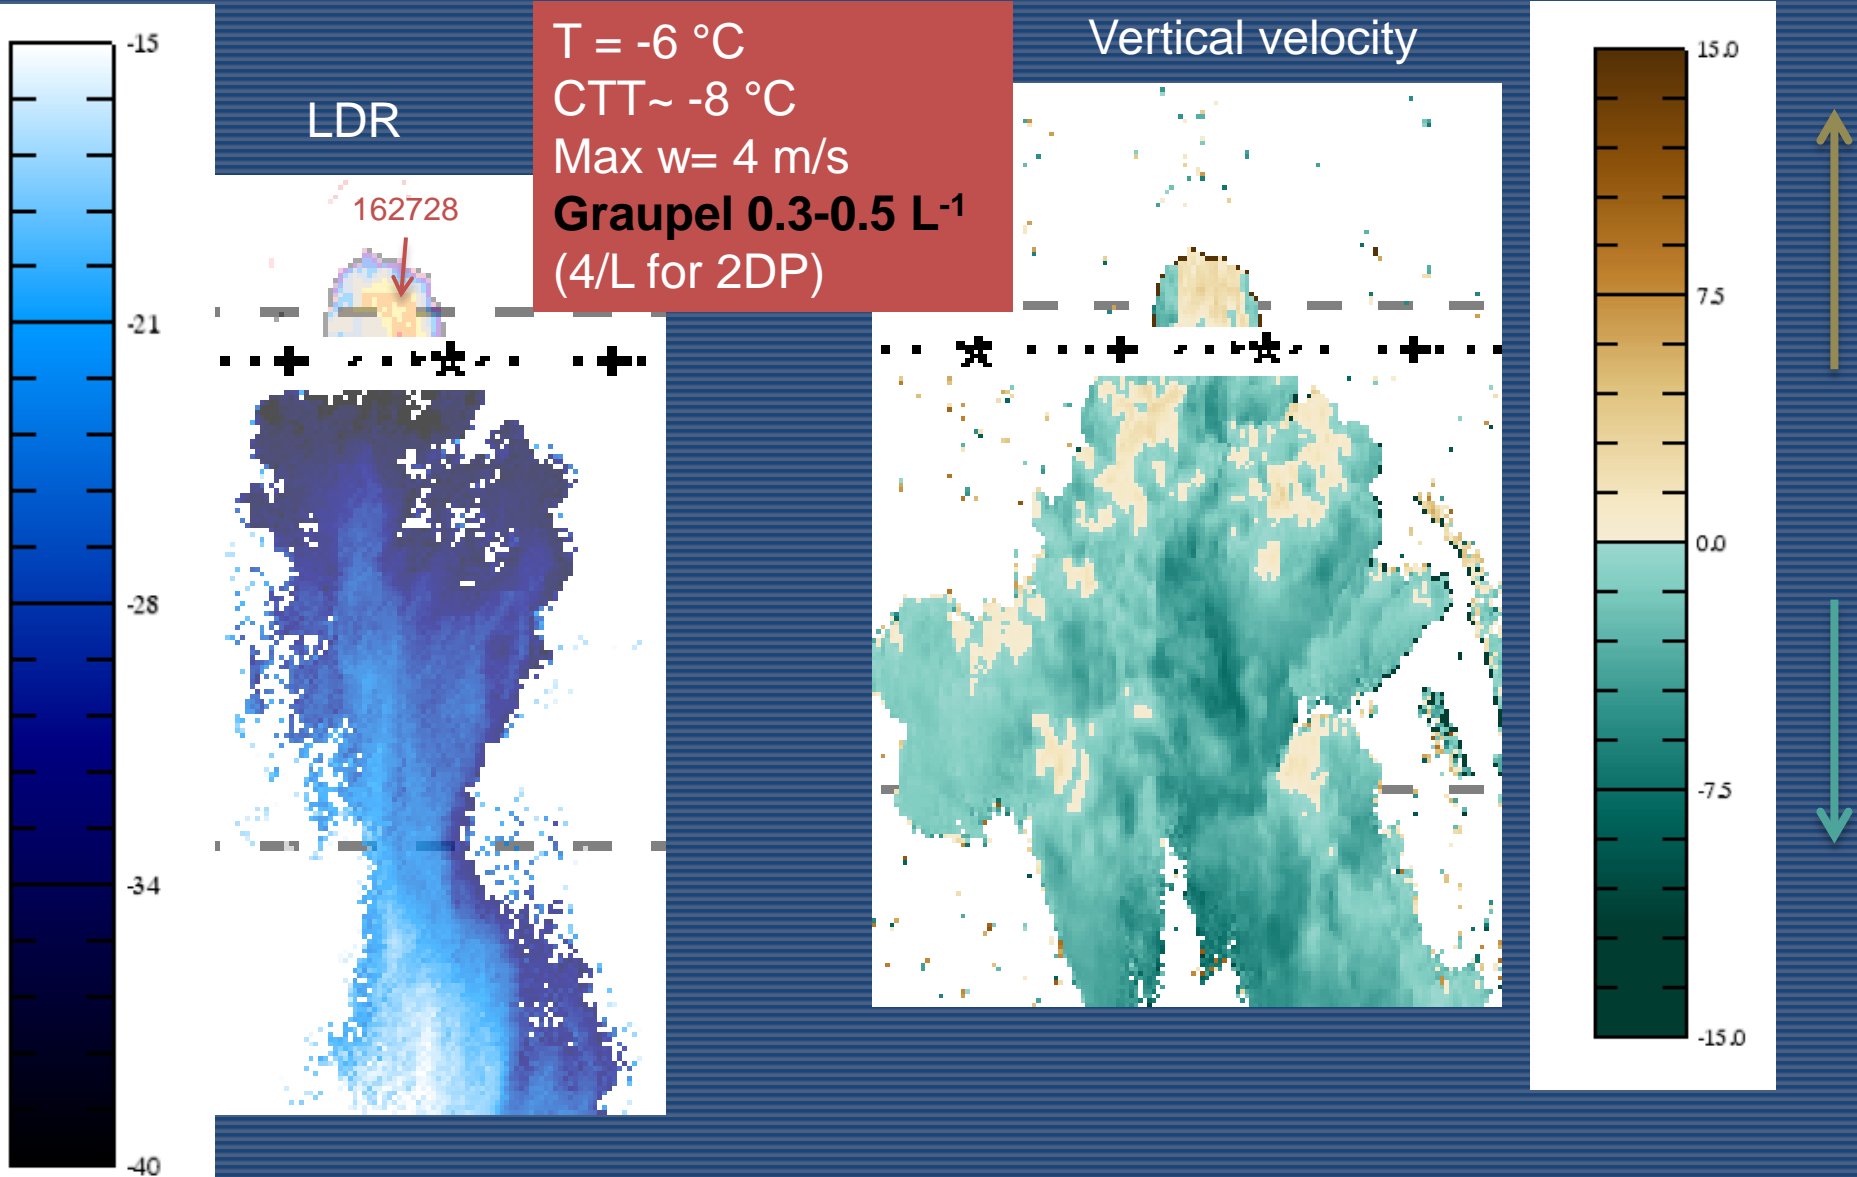 T = -6 °C
CTT~ -8 °C
Max w= 4 m/s
Graupel 0.3-0.5 L-1
(4/L for 2DP)
Vertical velocity
LDR
162728
-15
-21
-28
-34
-40
15.0
7.5
0.0
-7.5
-15.0